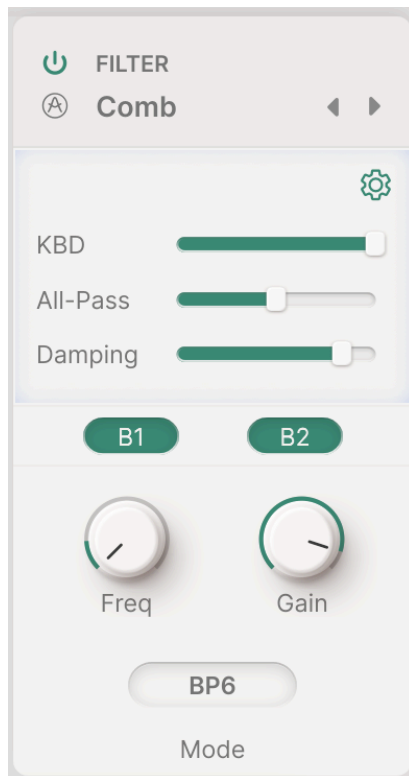 FILTER
Comb
KBD
All-Pass
Damping
B1 B2
Freq Gain
BP6
Mode